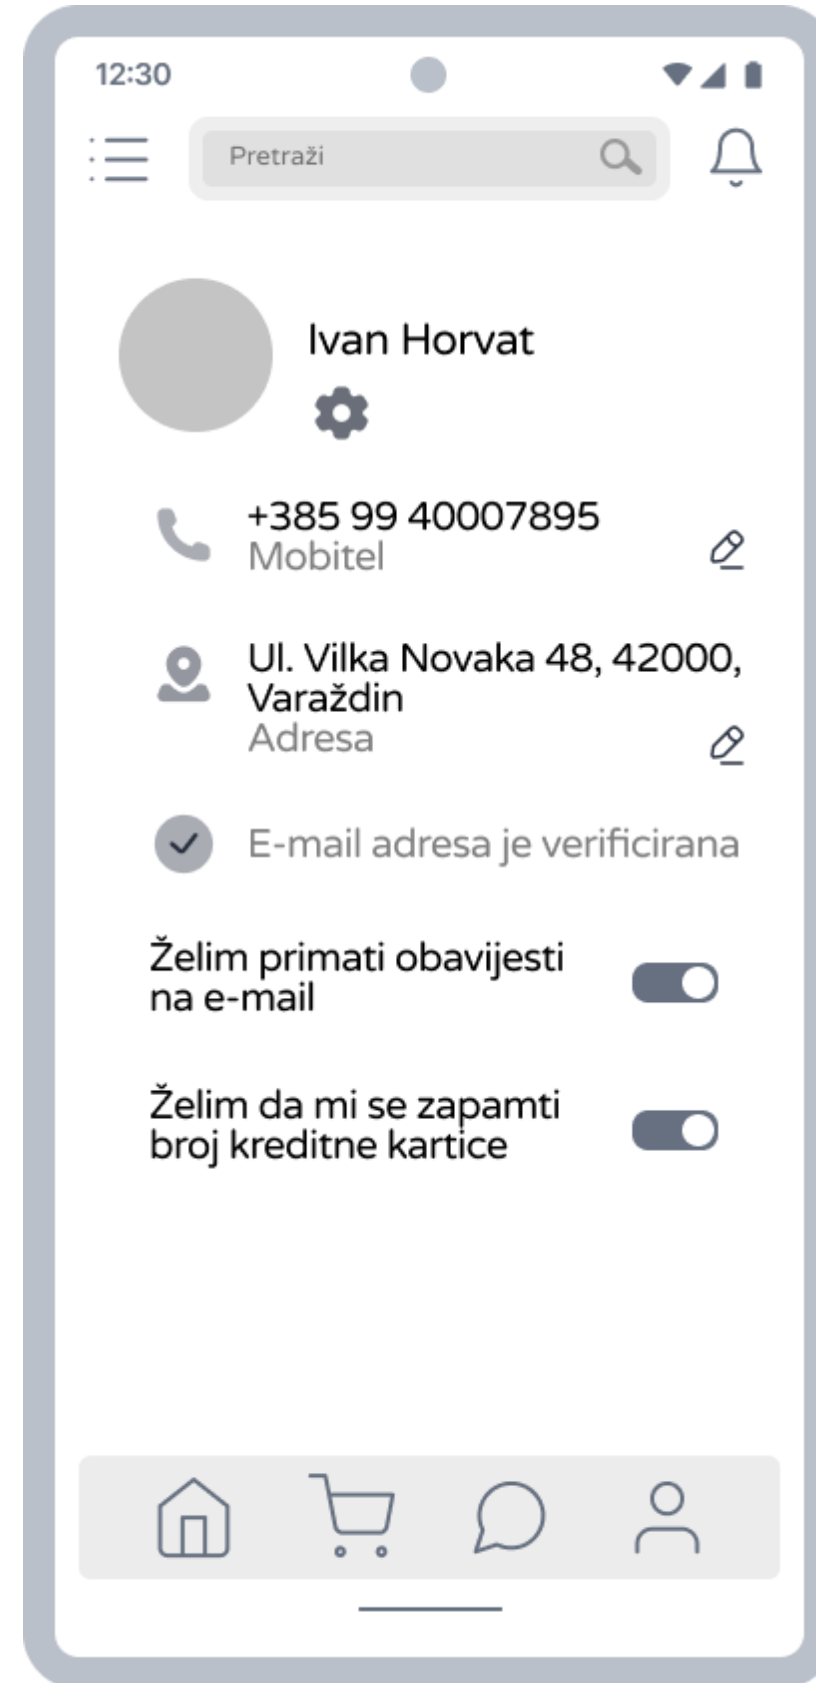 12:30
Pretraži
Ivan Horvat
+385 99 40007895
Mobitel
Ul. Vilka Novaka 48, 42000,
Varaždin
Adresa
E-mail adresa je verificirana
Želim primati obavijesti
na e-mail
Želim da mi se zapamti
broj kreditne kartice